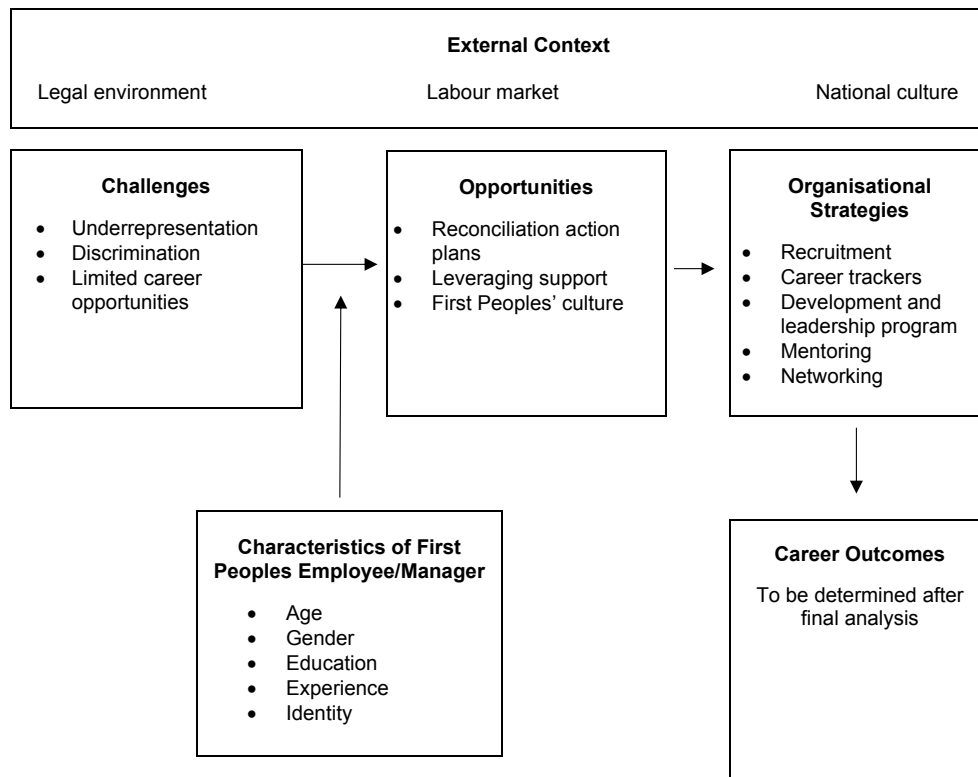 External Context
Legal environment Labour market National culture
Challenges
• Underrepresentation
• Discrimination
• Limited career
opportunities
Opportunities
• Reconciliation action
plans
• Leveraging support
• First Peoples’ culture
Organisational
Strategies
• Recruitment
• Career trackers
• Development and
leadership program
• Mentoring
• Networking
Characteristics of First
Peoples Employee/Manager
• Age
• Gender
• Education
• Experience
• Identity
Career Outcomes
To be determined after
final analysis